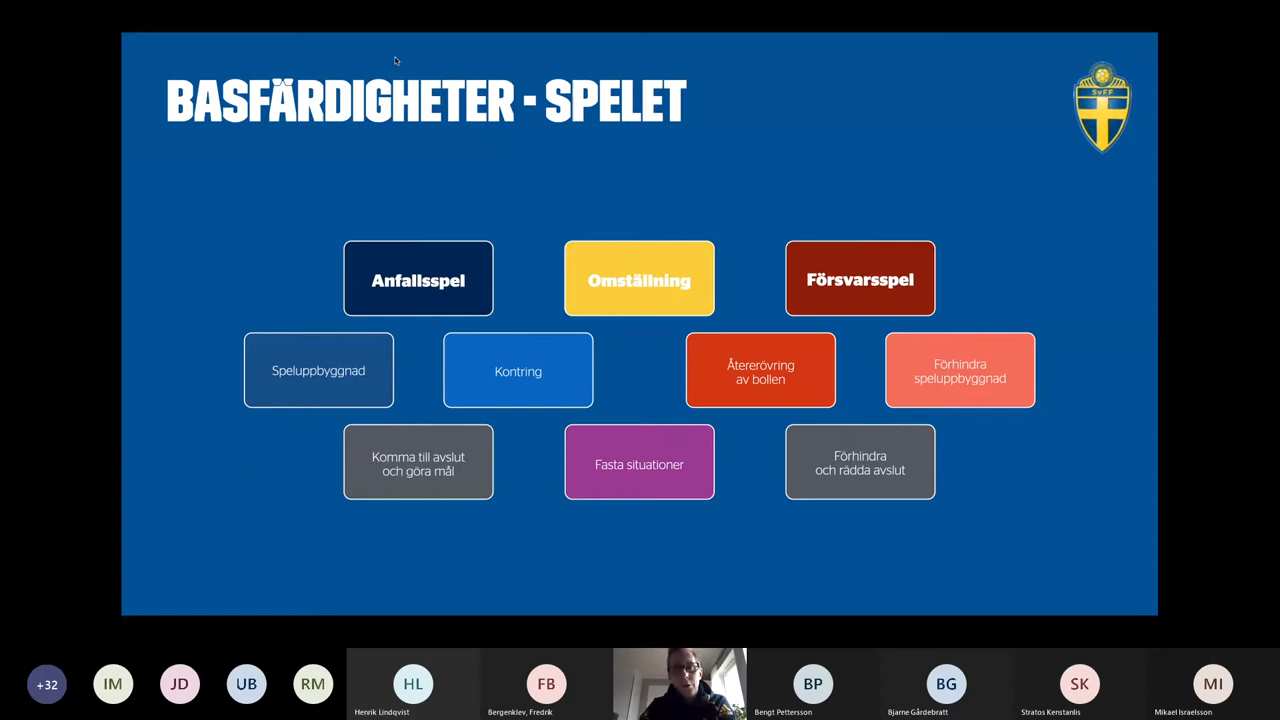 BASFÄRDIGHETER - SPELET
SvFF
Anfallsspel
Omställning
Försvarsspel
Speluppbyggnad
Kontring
Återerövring
av bollen
Förhindra
speluppbyggnad
Komma till avslut
och göra mål
Fasta situationer
Förhindra
och rädda avslut
+32
IM
JD
UB
RM
HL
Henrik Lindqvist
FB
Bergenklev, Fredrik
BP
Bengt Pettersson
BG
Bjarne Gårdebratt
SK
Stratos Kenstanlis
MI
Mikael Israelsson